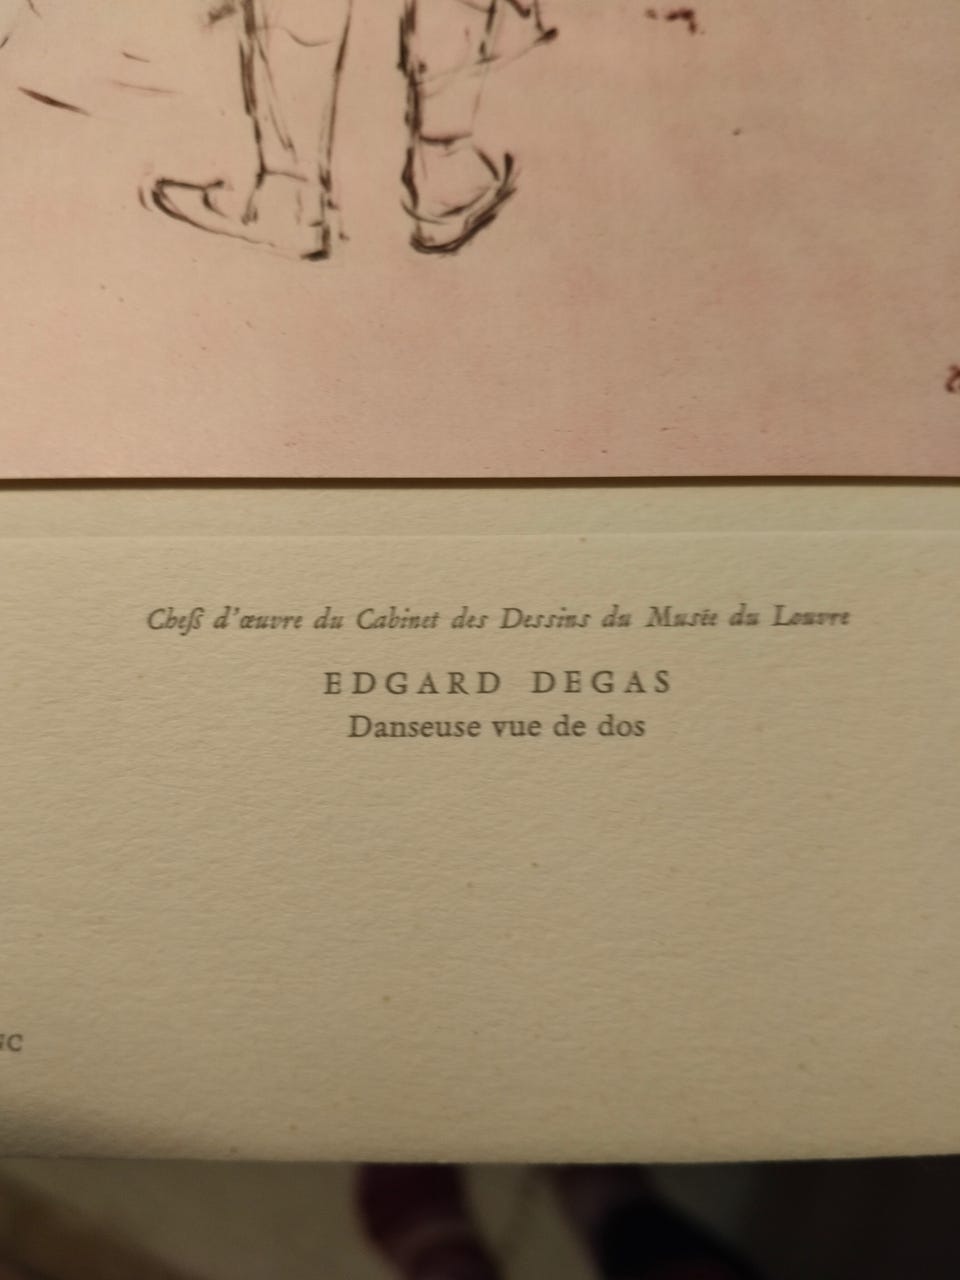 Chefs d'œuvre du Cabinet des Dessins du Musée du Louvre
EDGARD DEGAS
Danseuse vue de dos